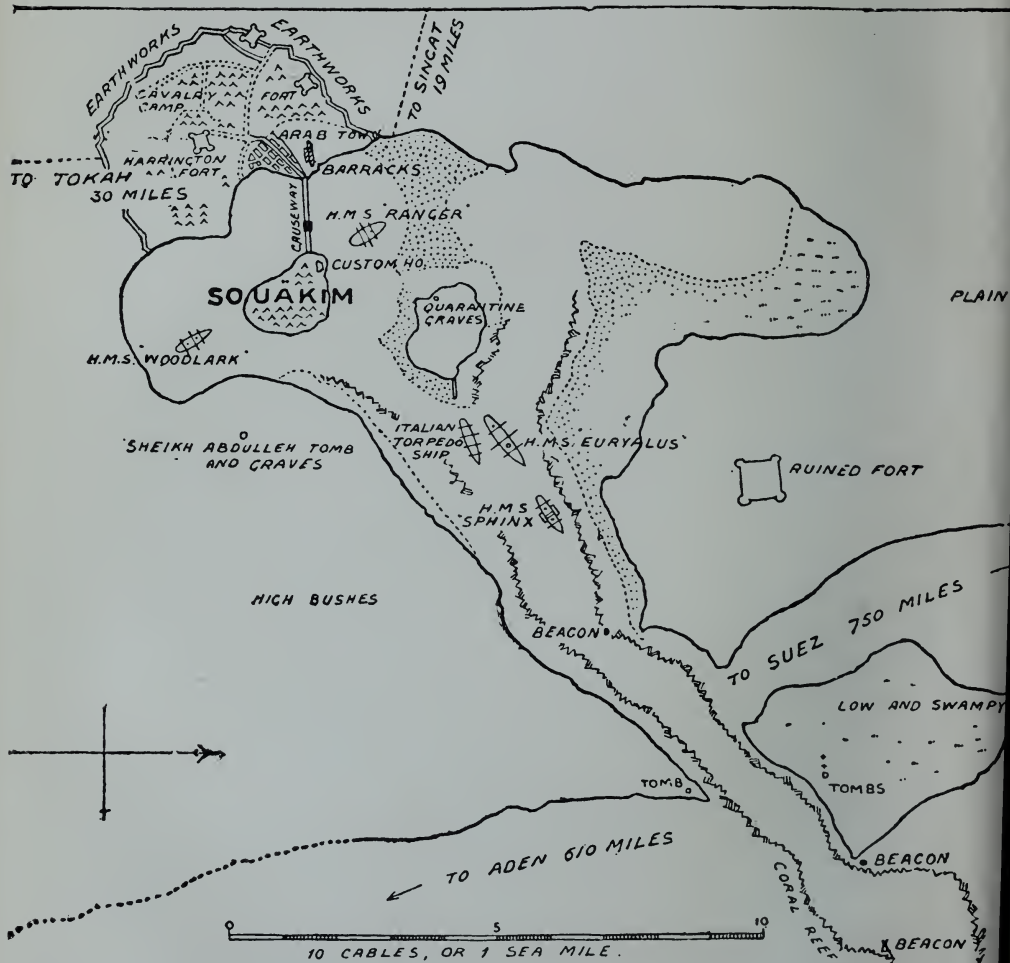 EARTHWORKS
EARTHWORKS
TO SINCAT
19 MILES
CAVALRY
CAMP
FORT
ARAB TOWN
HARRINGTON
FORT
TO TOKAH
30 MILES
BARRACKS
CAUSEWAY
H.M.S "RANGER"
CUSTOM HO.
SOUÄKIM
QUARANTINE
GRAVES
PLAIN
H.M.S. "WOODLARK"
SHEIKH ABDULLEH TOMB
AND GRAVES
ITALIAN
TORPEDO
SHIP
H.M.S. EURYALUS
RUINED FORT
H.M.S
SPHINX
HIGH BUSHES
BEACON
TO SUEZ 750 MILES
LOW AND SWAMPY
TOMBS
TOMB
TO ADEN 610 MILES
BEACON
CORAL REEF
BEACON
0 5 10
10 CABLES, OR 1 SEA MILE.